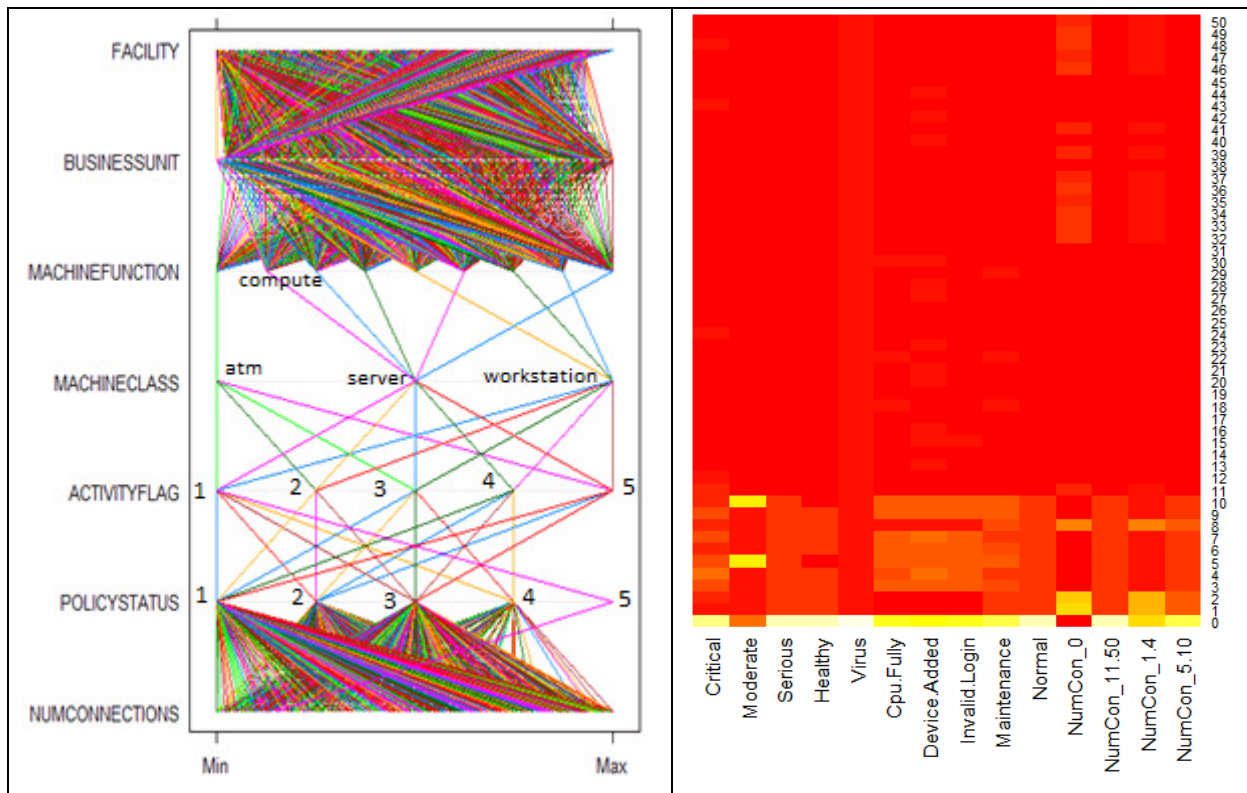 FACILITY
BUSINESSUNIT
MACHINEFUNCTION
compute
MACHINECLASS
atm
server
workstation
ACTIVITYFLAG
1 2 3 4 5
POLICYSTATUS
1 2 3 4 5
NUMCONNECTIONS
Min Max
50
49
48
47
46
45
44
43
42
41
40
39
38
37
36
35
34
33
32
31
30
29
28
27
26
25
24
23
22
21
20
19
18
17
16
15
14
13
12
11
10
9
8
7
6
5
4
3
2
1
0
Critical
Moderate
Serious
Healthy
Virus
Cpu.Fully
Device.Added
Invalid.Login
Maintenance
Normal
NumCon_0
NumCon_11.50
NumCon_1.4
NumCon_5.10